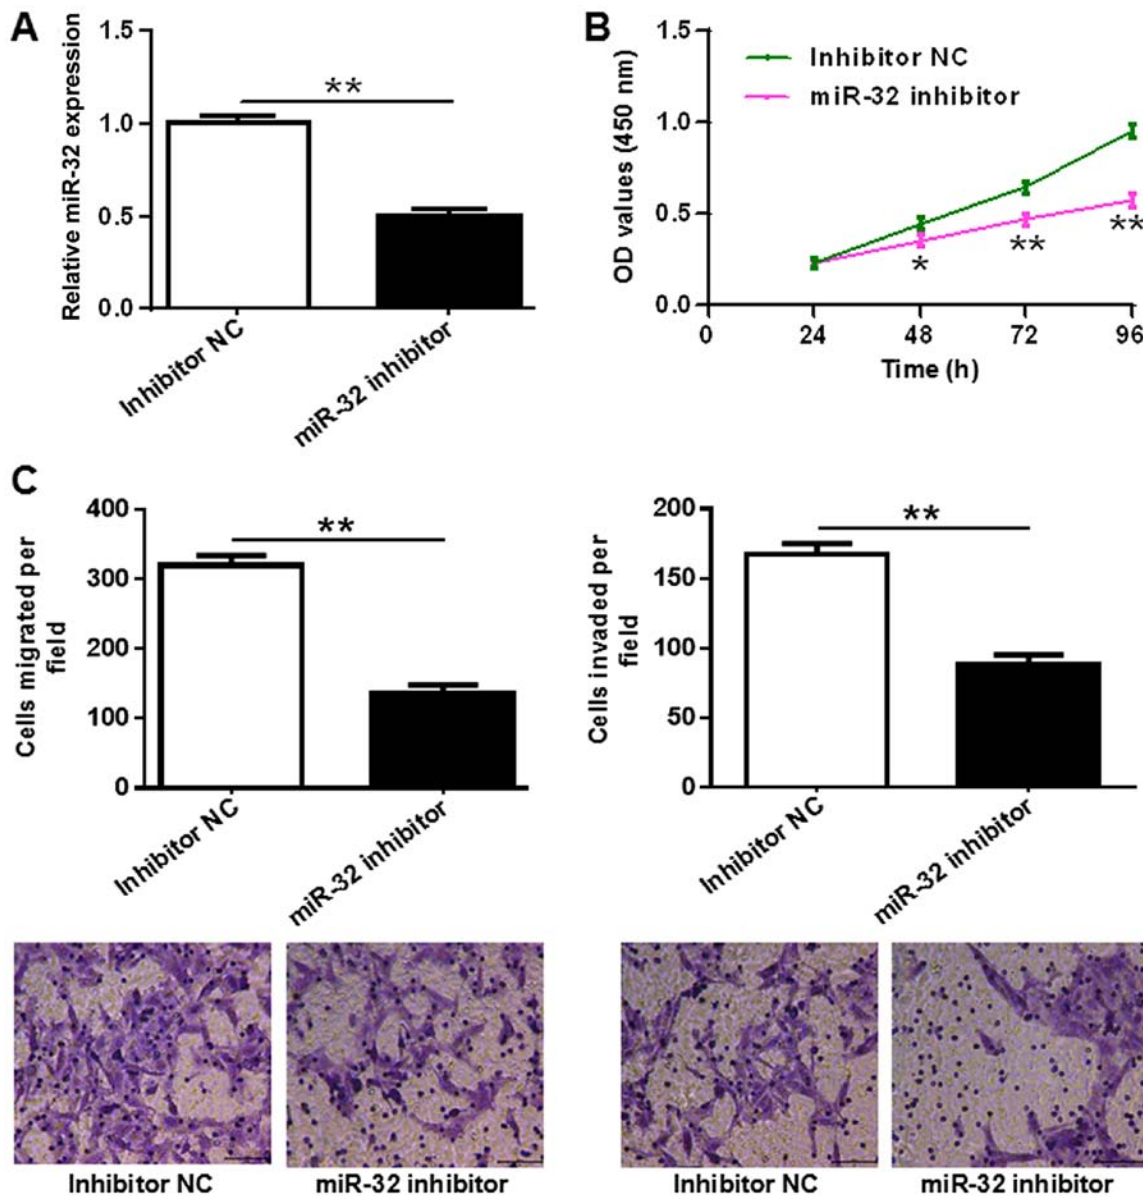 A
Relative miR-32 expression
1.5
1.0
0.5
0.0
**
Inhibitor NC
miR-32 inhibitor
B
OD values (450 nm)
1.5
1.0
0.5
0.0
Inhibitor NC
miR-32 inhibitor
*
**
**
0
24
48
72
96
Time (h)
C
Cells migrated per
field
400
300
200
100
0
**
Inhibitor NC
miR-32 inhibitor
Cells invaded per
field
200
150
100
50
0
**
Inhibitor NC
miR-32 inhibitor
Inhibitor NC
miR-32 inhibitor
Inhibitor NC
miR-32 inhibitor